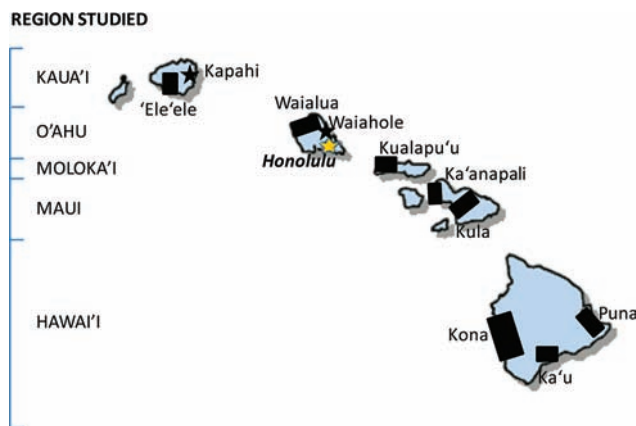 REGION STUDIED
KAUA'I
Kapahi
‘Ele‘ele
Waialua
O'AHU
Waiahole
Honolulu
Kualapu‘u
MOLOKA'I
Ka‘anapali
MAUI
Kula
HAWAI'I
Puna
Kona
Ka‘u